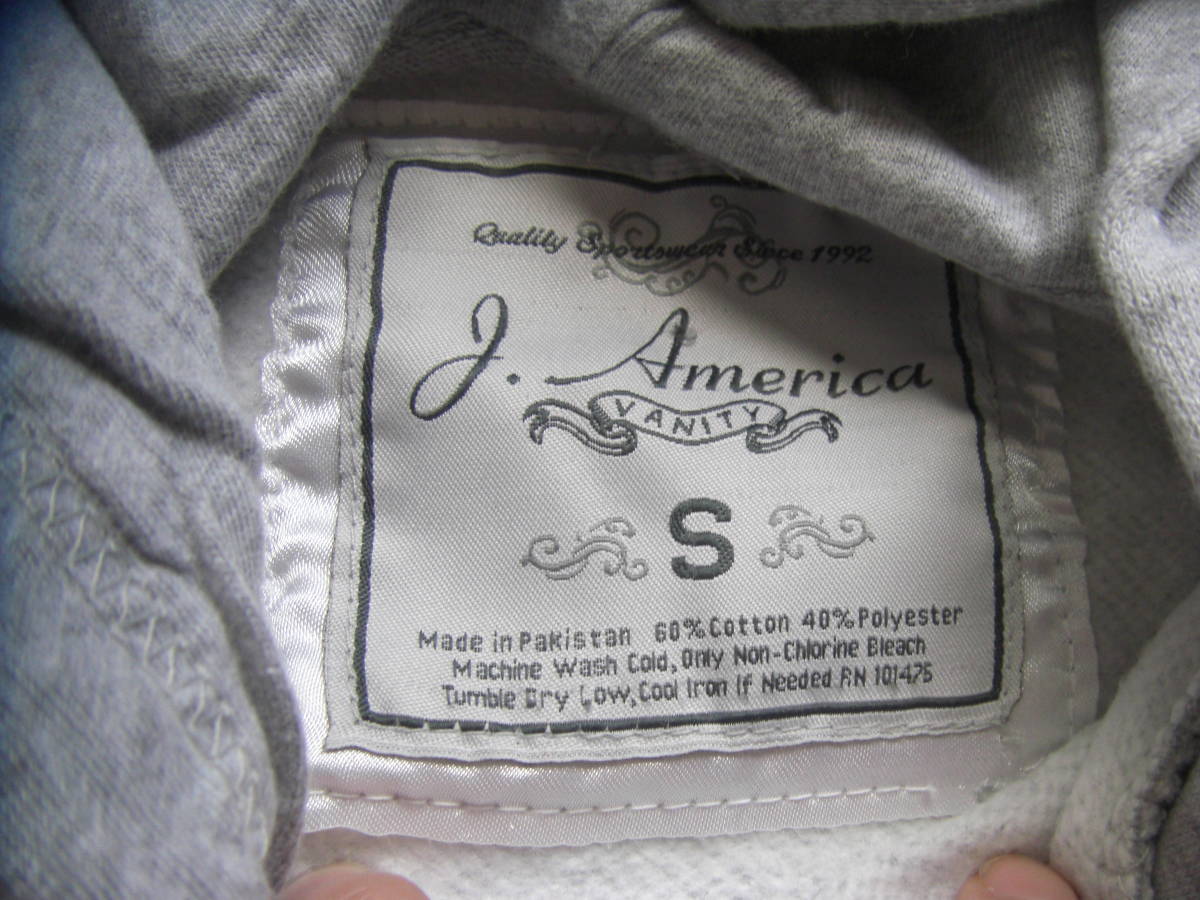 Quality Sportswear Since 1992
J. America
VANITY
S
Made in Pakistan 60% Cotton 40% Polyester
Machine Wash Cold, Only Non-Chlorine Bleach
Tumble Dry Low, Cool Iron If Needed RN 101475